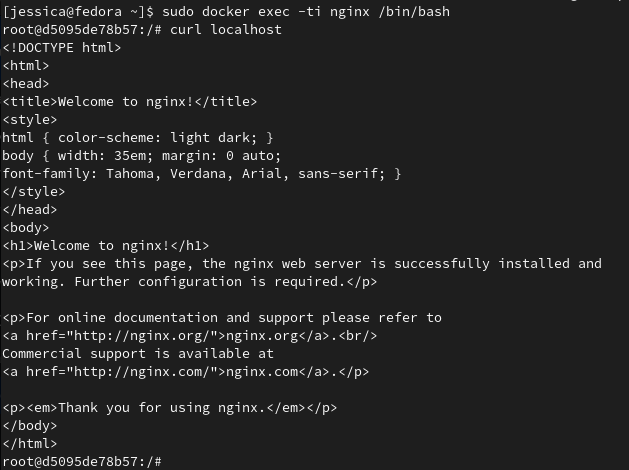 [jessica@fedora ~]$ sudo docker exec -ti nginx /bin/bash
root@d5095de78b57:/# curl localhost
<!DOCTYPE html>
<html>
<head>
<title>Welcome to nginx!</title>
<style>
html { color-scheme: light dark; }
body { width: 35em; margin: 0 auto;
font-family: Tahoma, Verdana, Arial, sans-serif; }
</style>
</head>
<body>
<h1>Welcome to nginx!</h1>
<p>If you see this page, the nginx web server is successfully installed and
working. Further configuration is required.</p>

<p>For online documentation and support please refer to
<a href="http://nginx.org/">nginx.org</a>.<br/>
Commercial support is available at
<a href="http://nginx.com/">nginx.com</a>.</p>

<p><em>Thank you for using nginx.</em></p>
</body>
</html>
root@d5095de78b57:/#